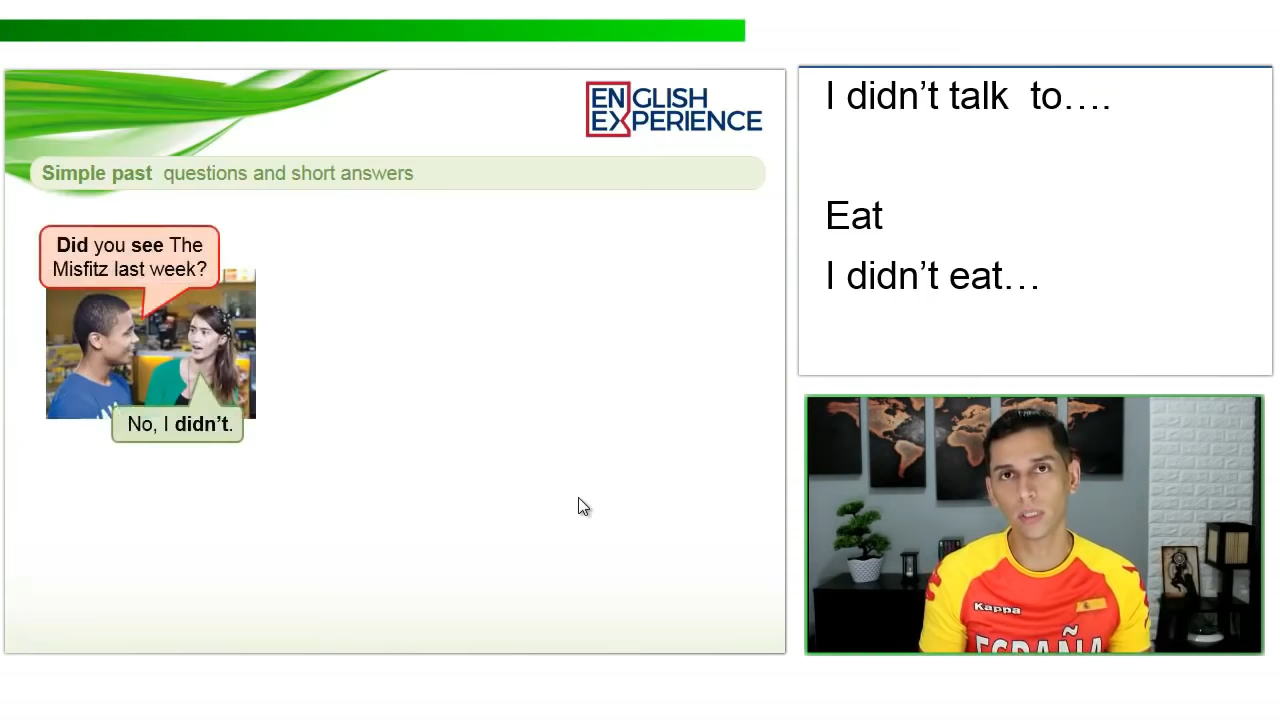 ENGLISH
EXPERIENCE
Simple past questions and short answers
Did you see The
Misfitz last week?
No, I didn’t.
I didn’t talk to….
Eat
I didn’t eat…
Kappa
ESPAÑA